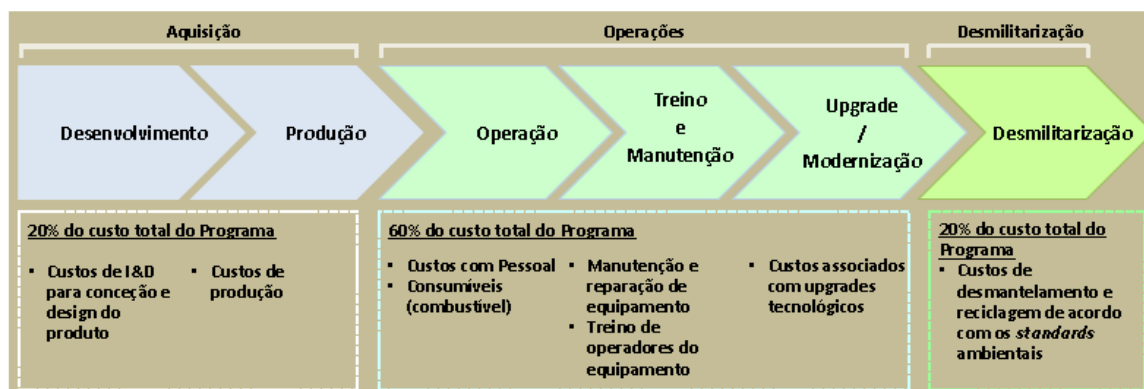 Aquisição
Operações
Desmilitarização
Desenvolvimento
Produção
Operação
Treino
e
Manutenção
Upgrade
/
Modernização
Desmilitarização
20% do custo total do Programa
▪ Custos de I&D
para conceção e
design do
produto
▪ Custos de
produção
60% do custo total do Programa
▪ Custos com Pessoal
▪ Consumíveis
(combustível)
▪ Manutenção e
reparação de
equipamento
▪ Treino de
operadores do
equipamento
▪ Custos associados
com upgrades
tecnológicos
20% do custo total do
Programa
▪ Custos de
desmantelamento e
reciclagem de acordo
com os standards
ambientais